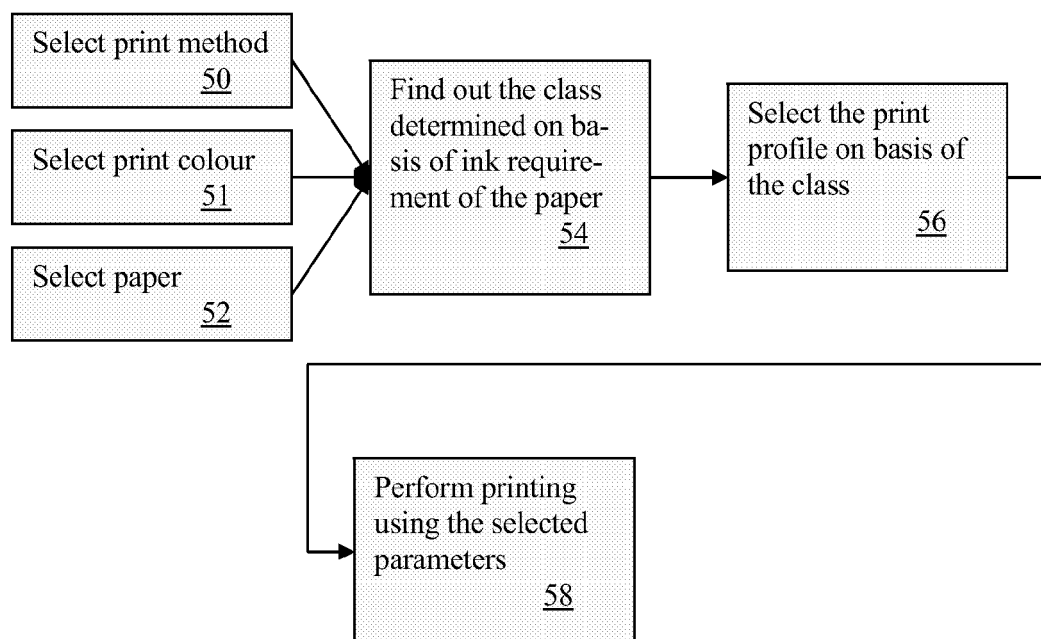 Select print method
50
Select print colour
51
Select paper
52
Find out the class
determined on ba-
sis of ink require-
ment of the paper
54
Select the print
profile on basis of
the class
56
Perform printing
using the selected
parameters
58